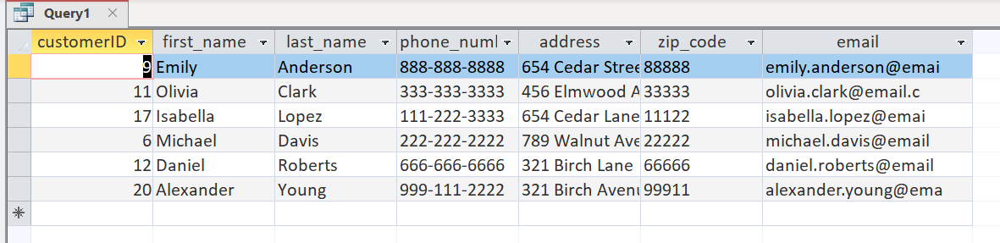 Query1
customerID first_name last_name phone_numl address zip_code email
9 Emily Anderson 888-888-8888 654 Cedar Stree 88888 emily.anderson@emai
11 Olivia Clark 333-333-3333 456 Elmwood A 33333 olivia.clark@email.c
17 Isabella Lopez 111-222-3333 654 Cedar Lane 11122 isabella.lopez@emai
6 Michael Davis 222-222-2222 789 Walnut Ave 22222 michael.davis@email
12 Daniel Roberts 666-666-6666 321 Birch Lane 66666 daniel.roberts@email
20 Alexander Young 999-111-2222 321 Birch Avenu 99911 alexander.young@ema